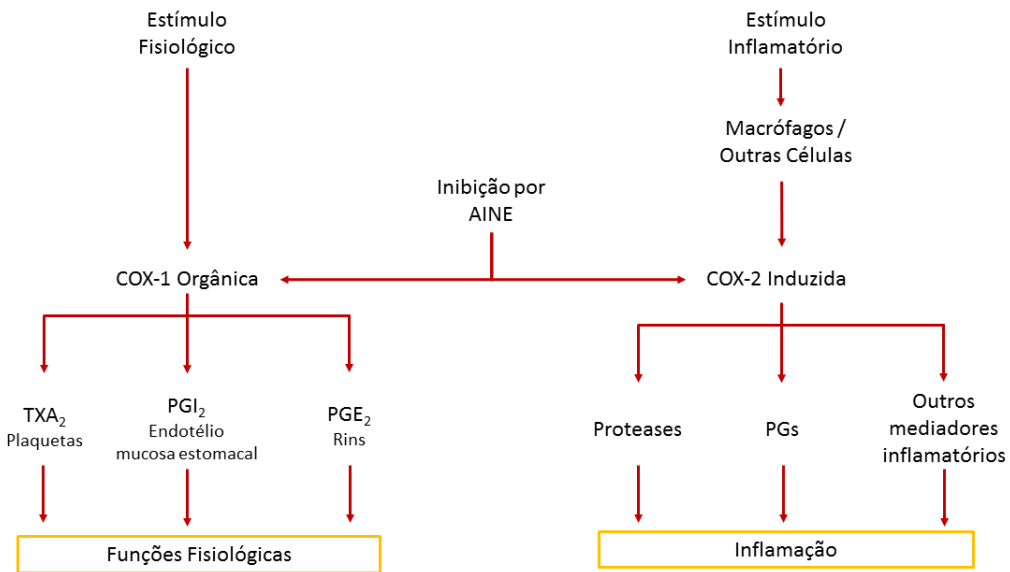 Estímulo
Fisiológico
Estímulo
Inflamatório
Macrófagos /
Outras Células
Inibição por
AINE
COX-1 Orgânica
COX-2 Induzida
TXA₂
Plaquetas
PGI₂
Endotélio
mucosa estomacal
PGE₂
Rins
Proteases
PGs
Outros
mediadores
inflamatórios
Funções Fisiológicas
Inflamação